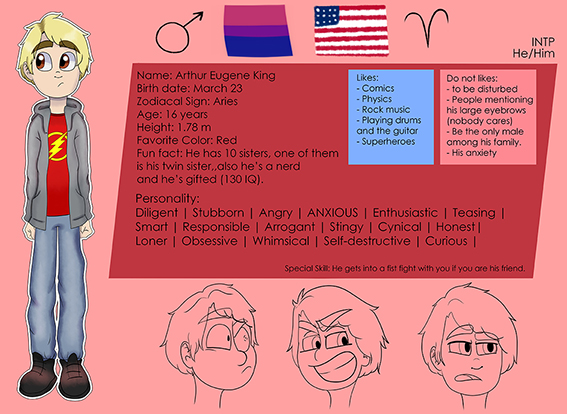 INTP
He/Him
Name: Arthur Eugene King
Birth date: March 23
Zodiacal Sign: Aries
Age: 16 years
Height: 1,78 m
Favorite Color: Red
Fun fact: He has 10 sisters, one of them
is his twin sister,,also he's a nerd
and he's gifted (130 IQ).
Likes:
- Comics
- Physics
- Rock music
- Playing drums
and the guitar
- Superheroes
Do not likes:
- to be disturbed
- People mentioning
his large eyebrows
(nobody cares)
- Be the only male
among his family.
- His anxiety
Personality:
Diligent | Stubborn | Angry | ANXIOUS | Enthusiastic | Teasing |
Smart | Responsible | Arrogant | Stingy | Cynical | Honest|
Loner | Obsessive | Whimsical | Self-destructive | Curious |
Special Skill: He gets into a fist fight with you if you are his friend.